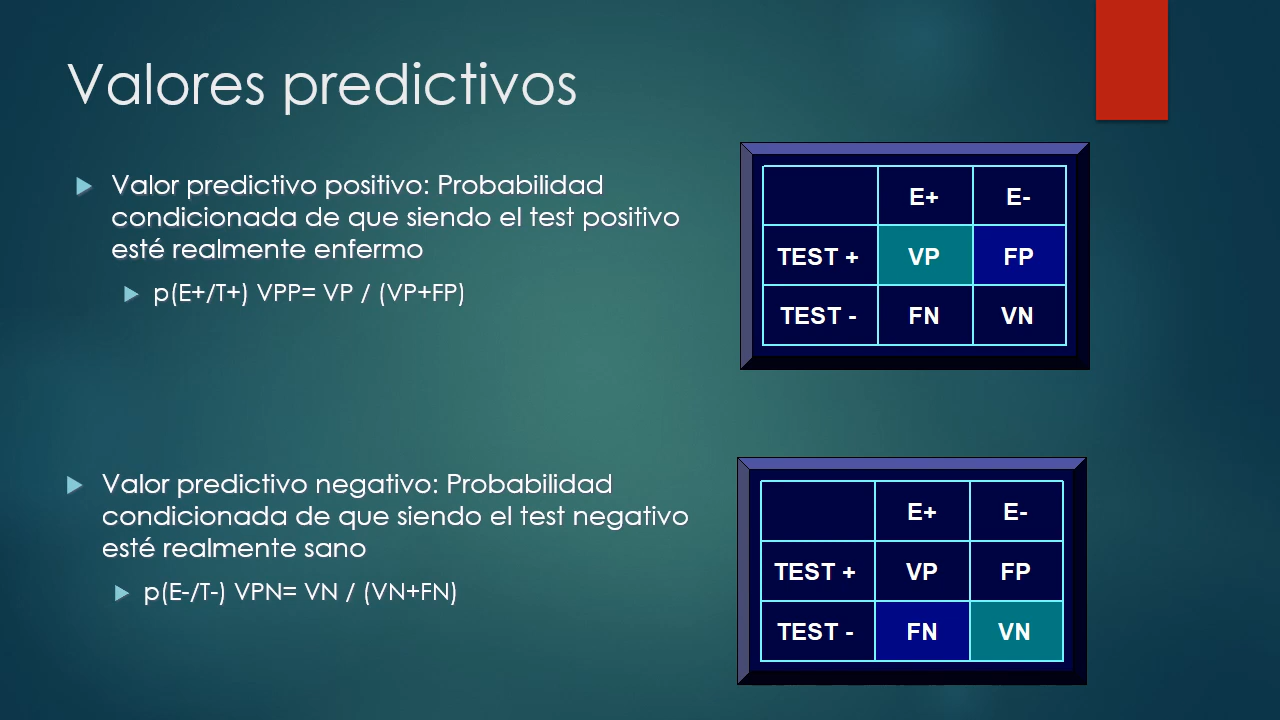 Valores predictivos
Valor predictivo positivo: Probabilidad
condicionada de que siendo el test positivo
esté realmente enfermo
p(E+/T+) VPP= VP / (VP+FP)
E+ E-
TEST + VP FP
TEST - FN VN
Valor predictivo negativo: Probabilidad
condicionada de que siendo el test negativo
esté realmente sano
p(E-/T-) VPN= VN / (VN+FN)
E+ E-
TEST + VP FP
TEST - FN VN